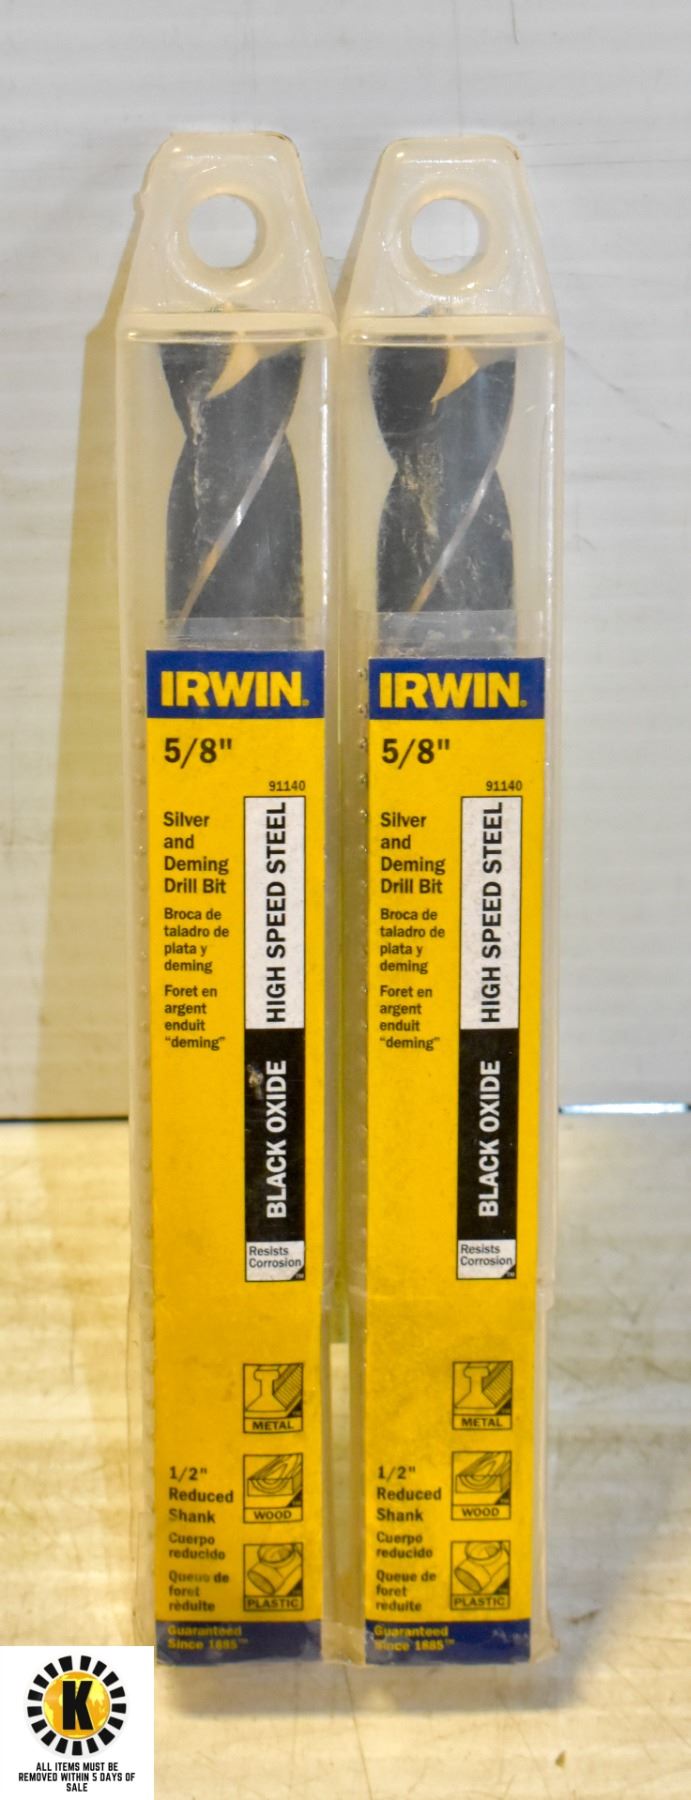 IRWIN.
5/8"
91140
Silver
and
Deming
Drill Bit
Broca de
taladro de
plata y
deming
Foret en
argent
enduit
"deming"
HIGH SPEED STEEL
BLACK OXIDE
Resists
Corrosion
METAL
1/2"
Reduced
Shank
WOOD
Cuerpo
reducido
Queue de
foret
réduite
PLASTIC
Guaranteed
Since 1885™
IRWIN.
5/8"
91140
Silver
and
Deming
Drill Bit
Broca de
taladro de
plata y
deming
Foret en
argent
enduit
"deming"
HIGH SPEED STEEL
BLACK OXIDE
Resists
Corrosion
METAL
1/2"
Reduced
Shank
WOOD
Cuerpo
reducido
Queue de
foret
réduite
PLASTIC
Guaranteed
Since 1885™
K
ALL ITEMS MUST BE
REMOVED WITHIN 5 DAYS OF
SALE